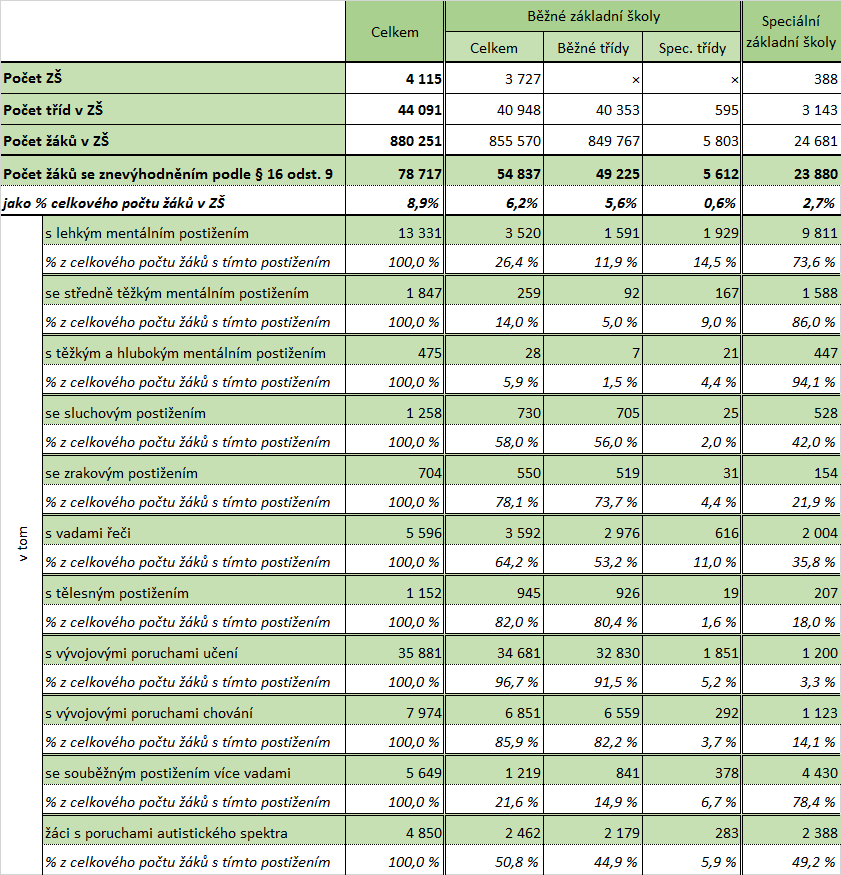 Celkem Běžné základní školy Speciální základní školy
Celkem Běžné třídy Spec. třídy
Počet ZŠ 4 115 3 727 × × 388
Počet tříd v ZŠ 44 091 40 948 40 353 595 3 143
Počet žáků v ZŠ 880 251 855 570 849 767 5 803 24 681
Počet žáků se znevýhodněním podle § 16 odst. 9 78 717 54 837 49 225 5 612 23 880
jako % celkového počtu žáků v ZŠ 8,9% 6,2% 5,6% 0,6% 2,7%
v tom
s lehkým mentálním postižením 13 331 3 520 1 591 1 929 9 811
% z celkového počtu žáků s tímto postižením 100,0 % 26,4 % 11,9 % 14,5 % 73,6 %
se středně těžkým mentálním postižením 1 847 259 92 167 1 588
% z celkového počtu žáků s tímto postižením 100,0 % 14,0 % 5,0 % 9,0 % 86,0 %
s těžkým a hlubokým mentálním postižením 475 28 7 21 447
% z celkového počtu žáků s tímto postižením 100,0 % 5,9 % 1,5 % 4,4 % 94,1 %
se sluchovým postižením 1 258 730 705 25 528
% z celkového počtu žáků s tímto postižením 100,0 % 58,0 % 56,0 % 2,0 % 42,0 %
se zrakovým postižením 704 550 519 31 154
% z celkového počtu žáků s tímto postižením 100,0 % 78,1 % 73,7 % 4,4 % 21,9 %
s vadami řeči 5 596 3 592 2 976 616 2 004
% z celkového počtu žáků s tímto postižením 100,0 % 64,2 % 53,2 % 11,0 % 35,8 %
s tělesným postižením 1 152 945 926 19 207
% z celkového počtu žáků s tímto postižením 100,0 % 82,0 % 80,4 % 1,6 % 18,0 %
s vývojovými poruchami učení 35 881 34 681 32 830 1 851 1 200
% z celkového počtu žáků s tímto postižením 100,0 % 96,7 % 91,5 % 5,2 % 3,3 %
s vývojovými poruchami chování 7 974 6 851 6 559 292 1 123
% z celkového počtu žáků s tímto postižením 100,0 % 85,9 % 82,2 % 3,7 % 14,1 %
se souběžným postižením více vadami 5 649 1 219 841 378 4 430
% z celkového počtu žáků s tímto postižením 100,0 % 21,6 % 14,9 % 6,7 % 78,4 %
žáci s poruchami autistického spektra 4 850 2 462 2 179 283 2 388
% z celkového počtu žáků s tímto postižením 100,0 % 50,8 % 44,9 % 5,9 % 49,2 %